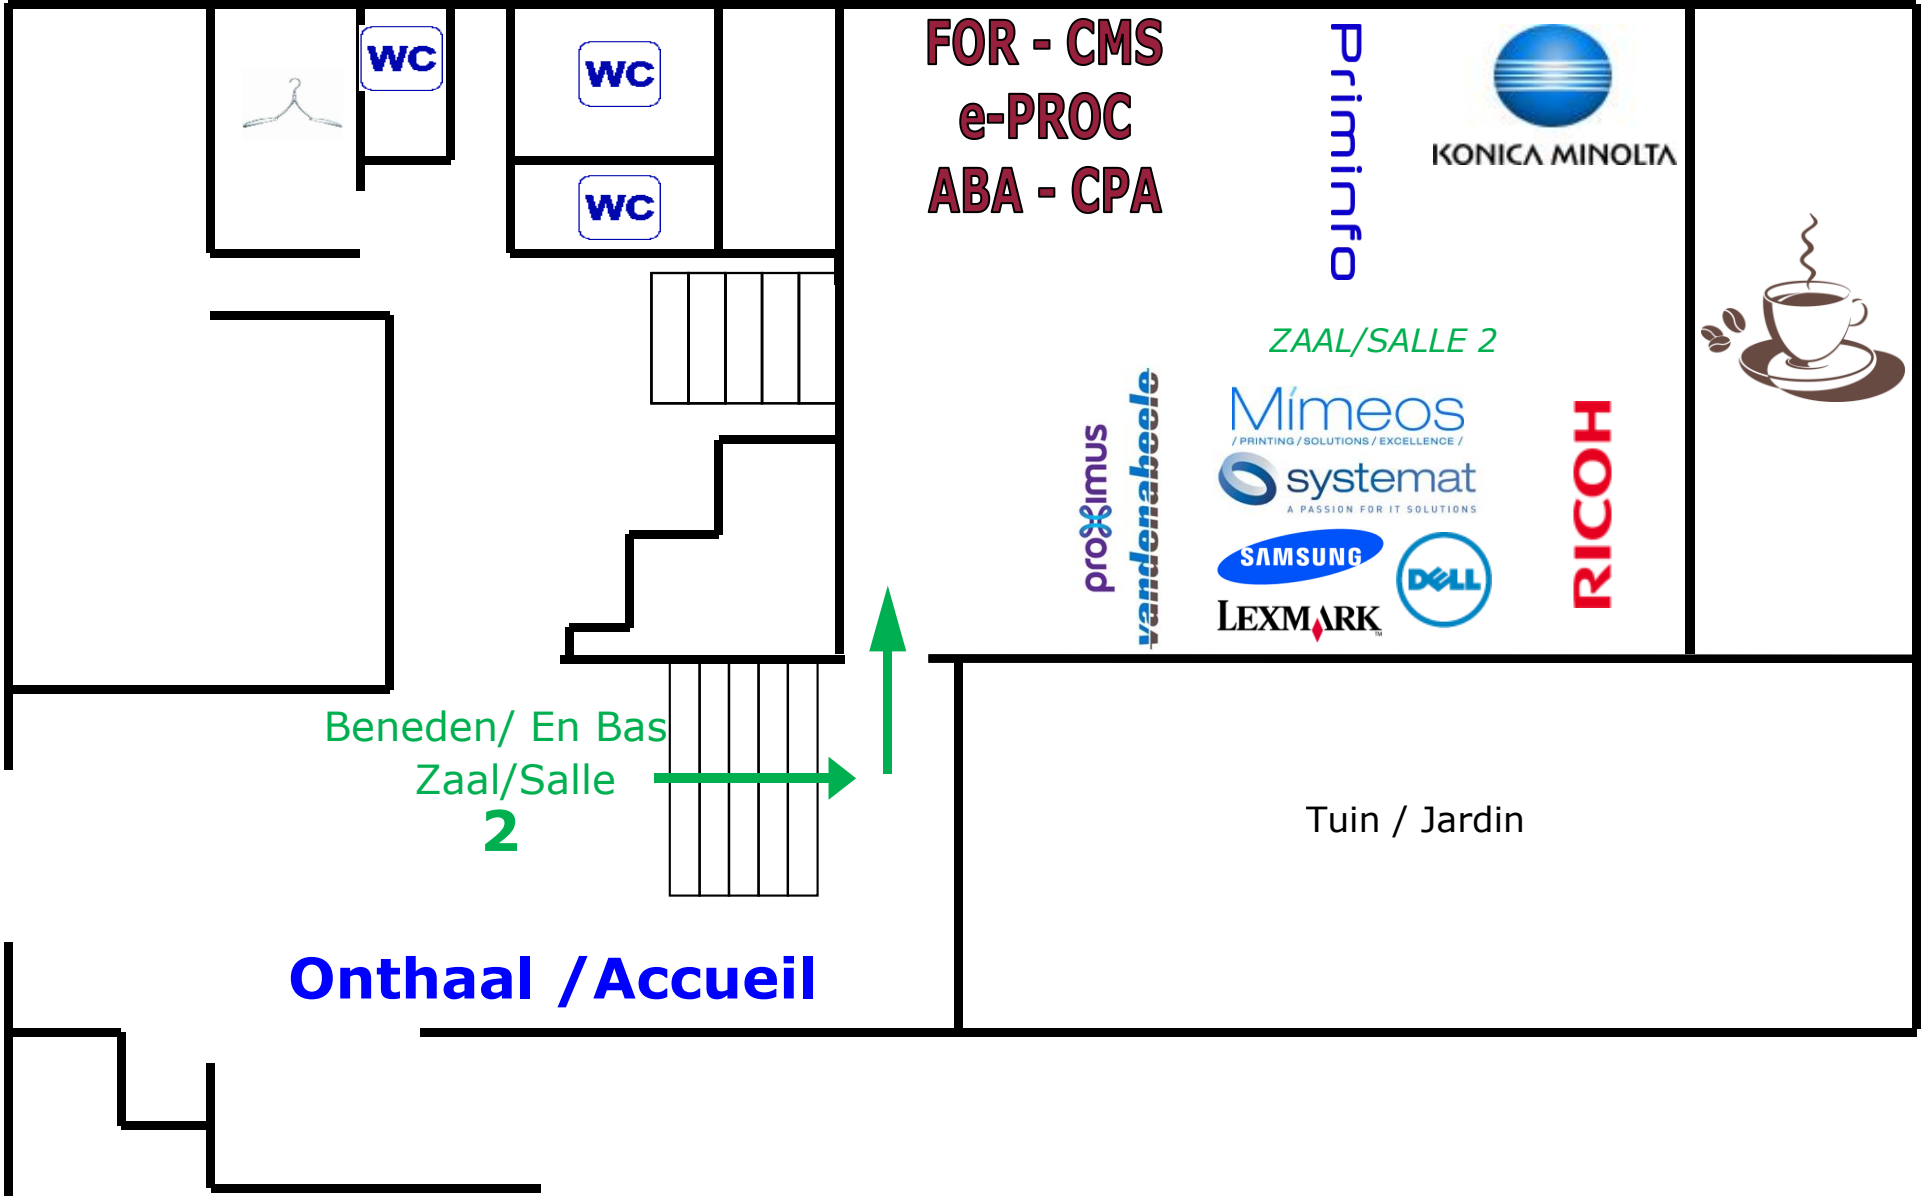 WC
WC
WC
FOR - CMS
e-PROC
ABA - CPA
Priminfo
KONICA MINOLTA
ZAAL/SALLE 2
proximus
vandenabeele
Mimeos
/ PRINTING / SOLUTIONS / EXCELLENCE /
systemat
A PASSION FOR IT SOLUTIONS
SAMSUNG
DELL
LEXMARK™
RICOH
Beneden/ En Bas
Zaal/Salle
2
Tuin / Jardin
Onthaal /Accueil